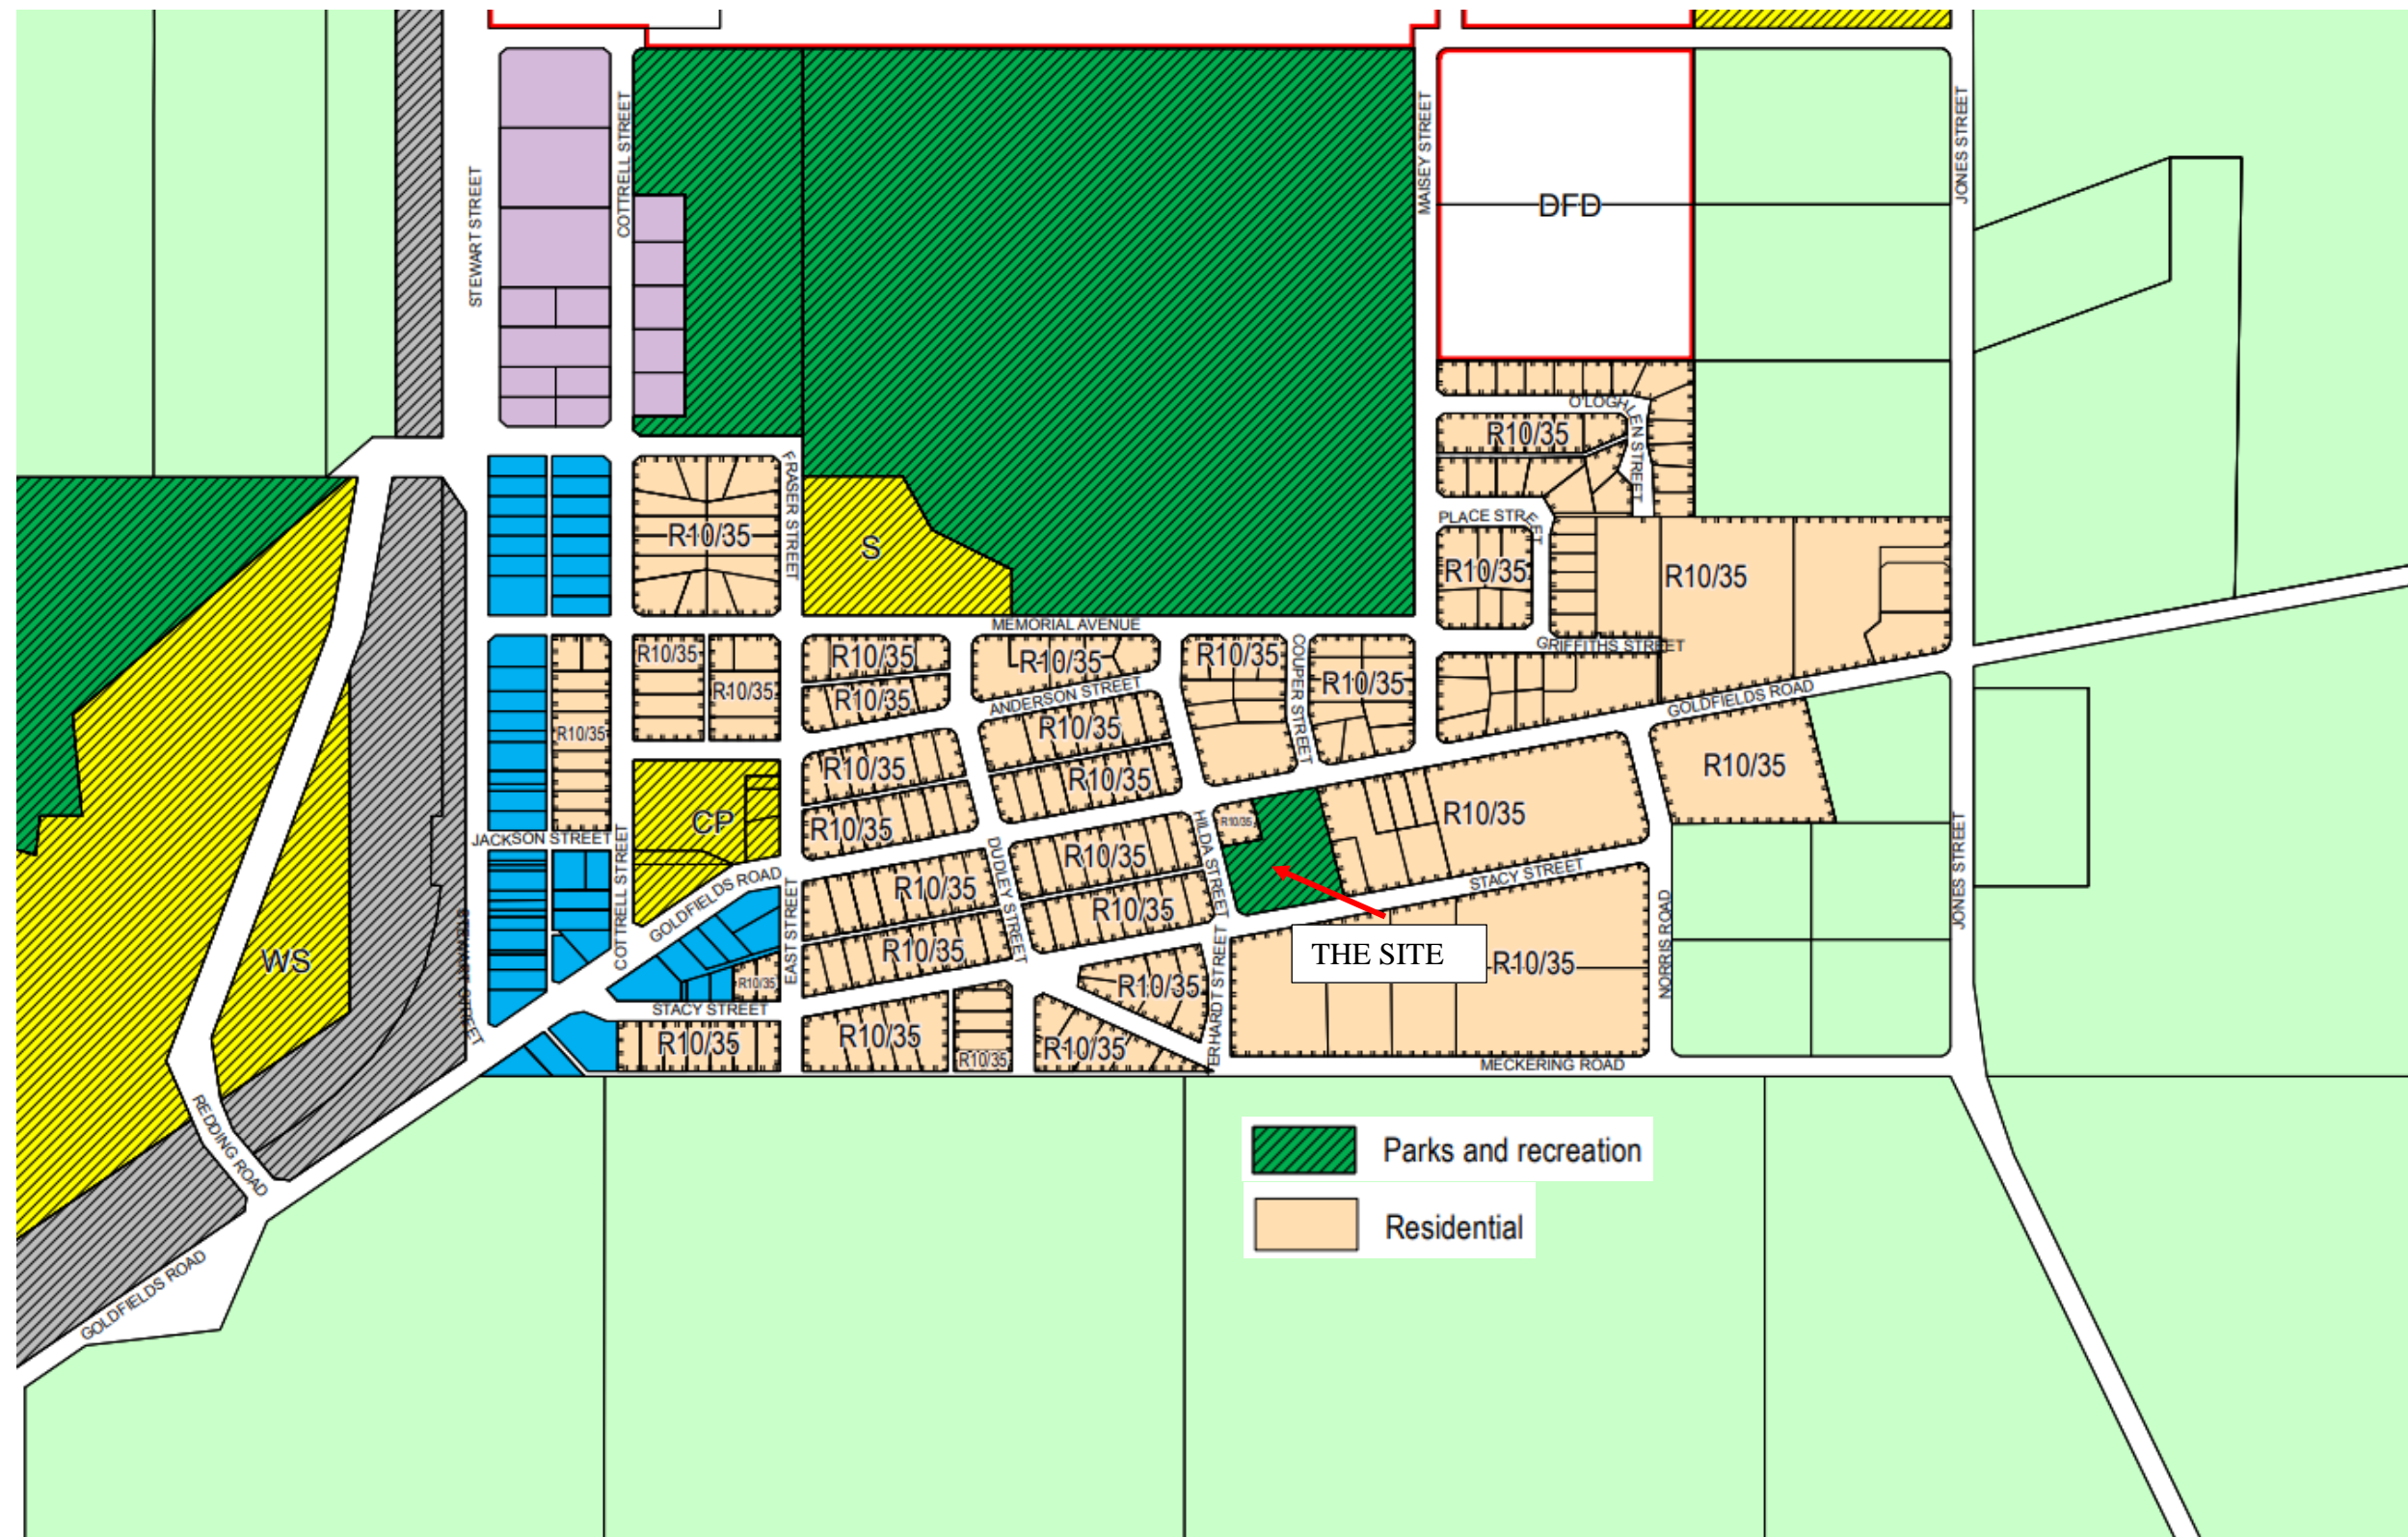 STEWART STREET
COTTRELL STREET
MAISEY STREET
DFD
JONES STREET
O'LOGHLEN STREET
R10/35
FRASER STREET
R10/35
S
PLACE STREET
R10/35
R10/35
MEMORIAL AVENUE
GRIFFITHS STREET
R10/35
R10/35
R10/35
R10/35
R10/35
R10/35
COUPER STREET
R10/35
R10/35
ANDERSON STREET
GOLDFIELDS ROAD
R10/35
R10/35
R10/35
R10/35
R10/35
CP
R10/35
R10/35
HILDA STREET
R10/35
JACKSON STREET
DUDLEY STREET
R10/35
R10/35
STACY STREET
COTTRELL STREET
GOLDFIELDS ROAD
EAST STREET
R10/35
JONES STREET
NORRIS ROAD
STEWART STREET
WS
R10/35
THE SITE
R10/35
R10/35
R10/35
ERHARDT STREET
STACY STREET
R10/35
R10/35
R10/35
R10/35
MECKERING ROAD
REDDING ROAD
Parks and recreation
Residential
GOLDFIELDS ROAD